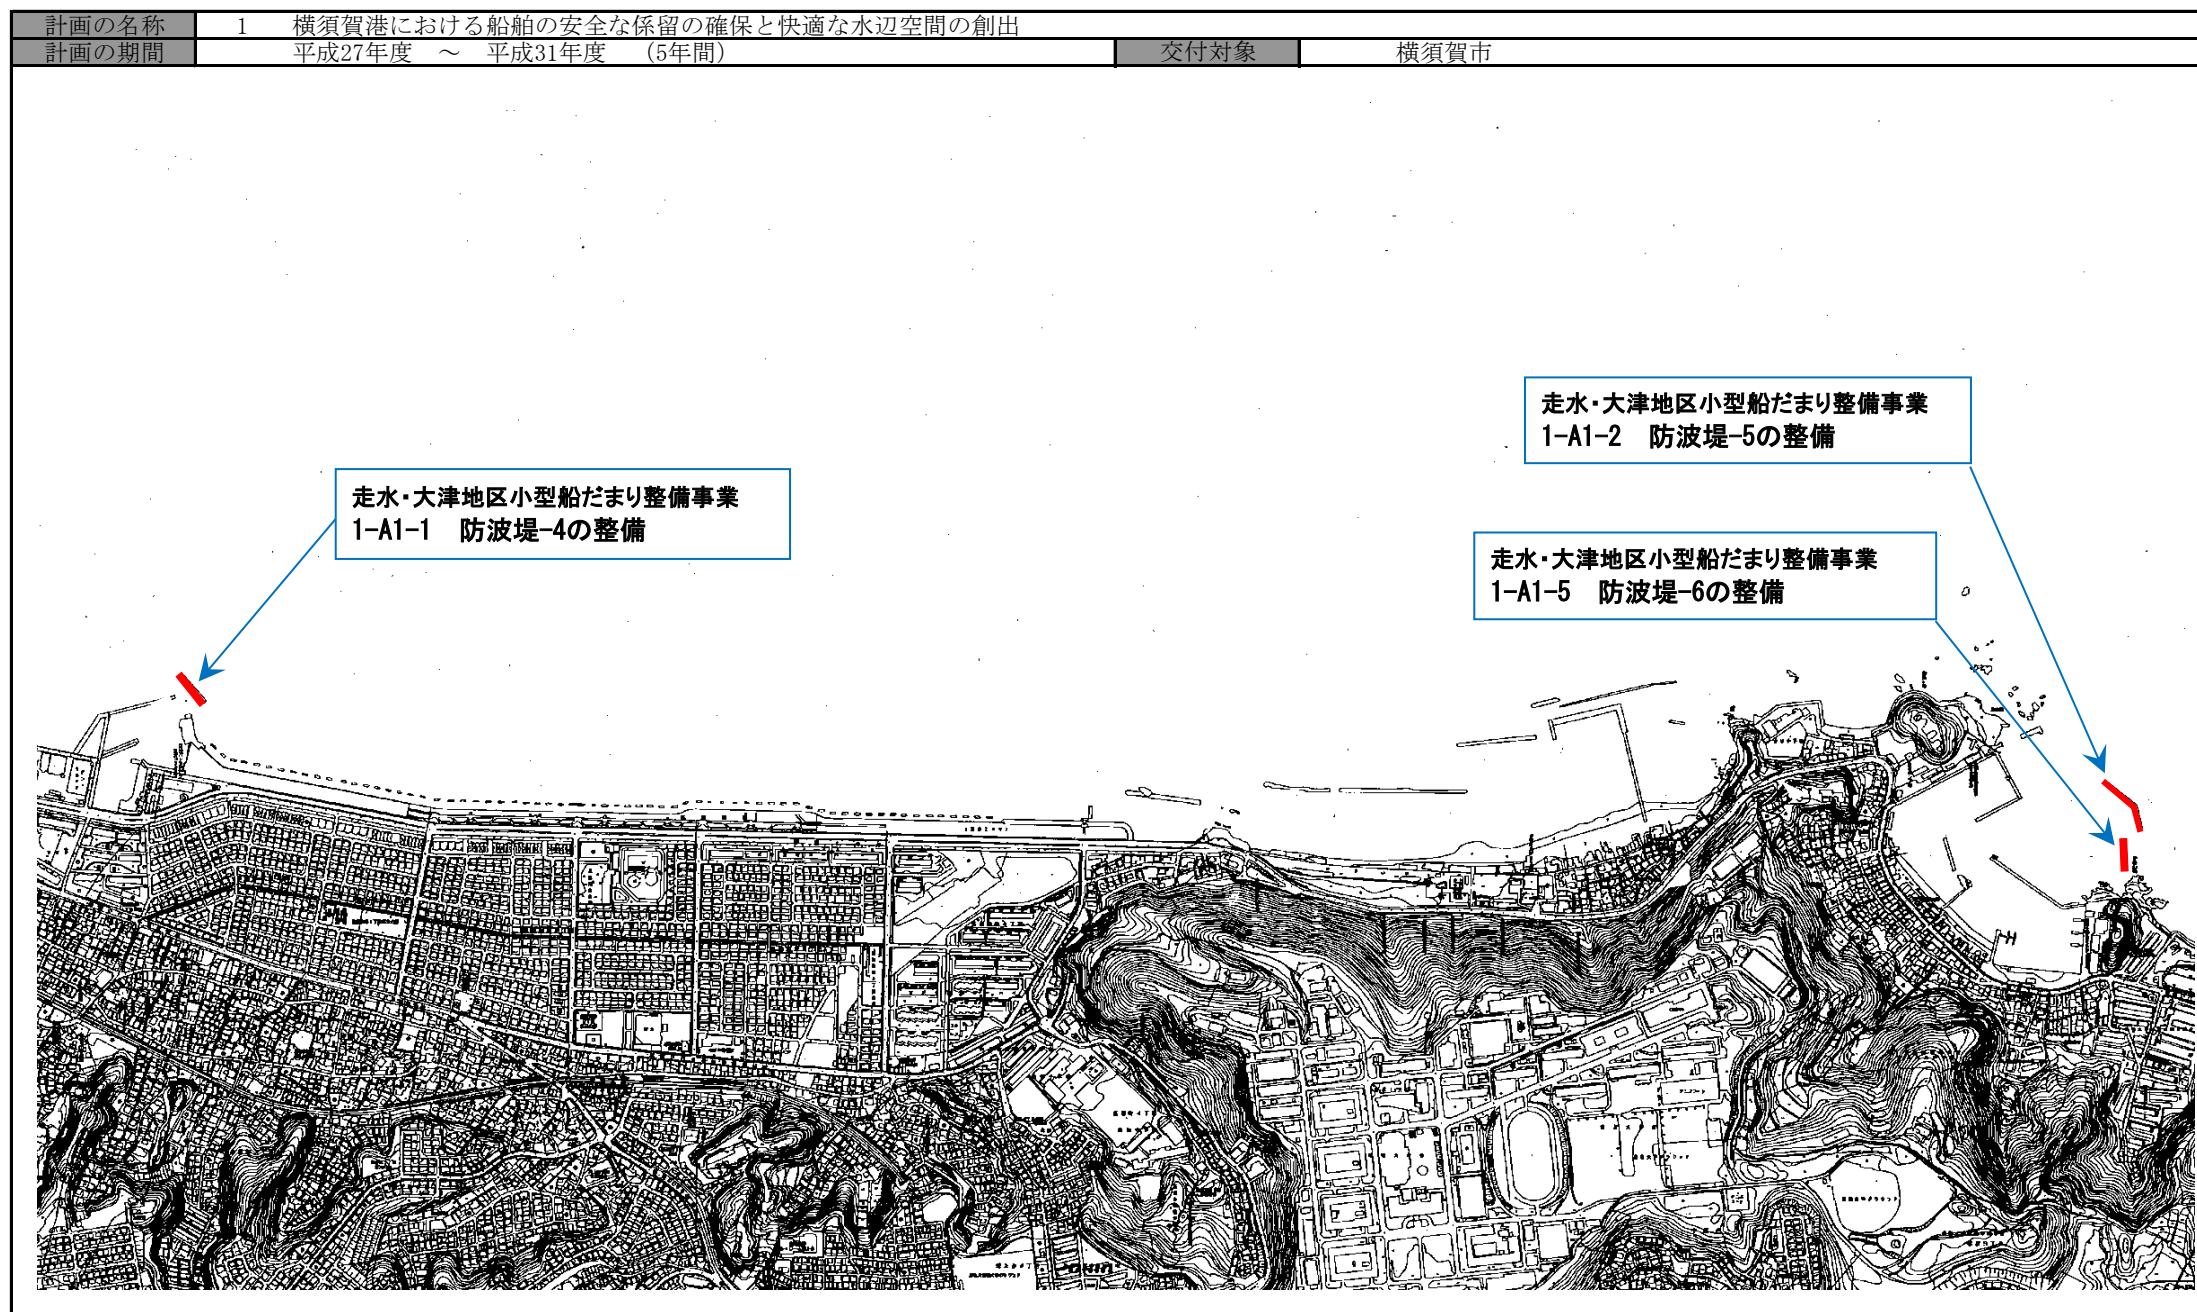 計画の名称 1 横須賀港における船舶の安全な係留の確保と快適な水辺空間の創出
計画の期間 平成27年度 ～ 平成31年度 (5年間) 交付対象 横須賀市
走水・大津地区小型船だまり整備事業
1-A1-2 防波堤-5の整備
走水・大津地区小型船だまり整備事業
1-A1-1 防波堤-4の整備
走水・大津地区小型船だまり整備事業
1-A1-5 防波堤-6の整備